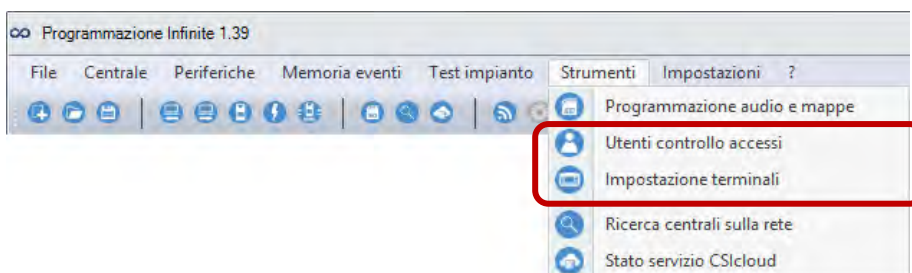 Programmazione Infinite 1.39
File Centrale Periferiche Memoria eventi Test impianto Strumenti Impostazioni ?
Programmazione audio e mappe
Utenti controllo accessi
Impostazione terminali
Ricerca centrali sulla rete
Stato servizio CSIcloud